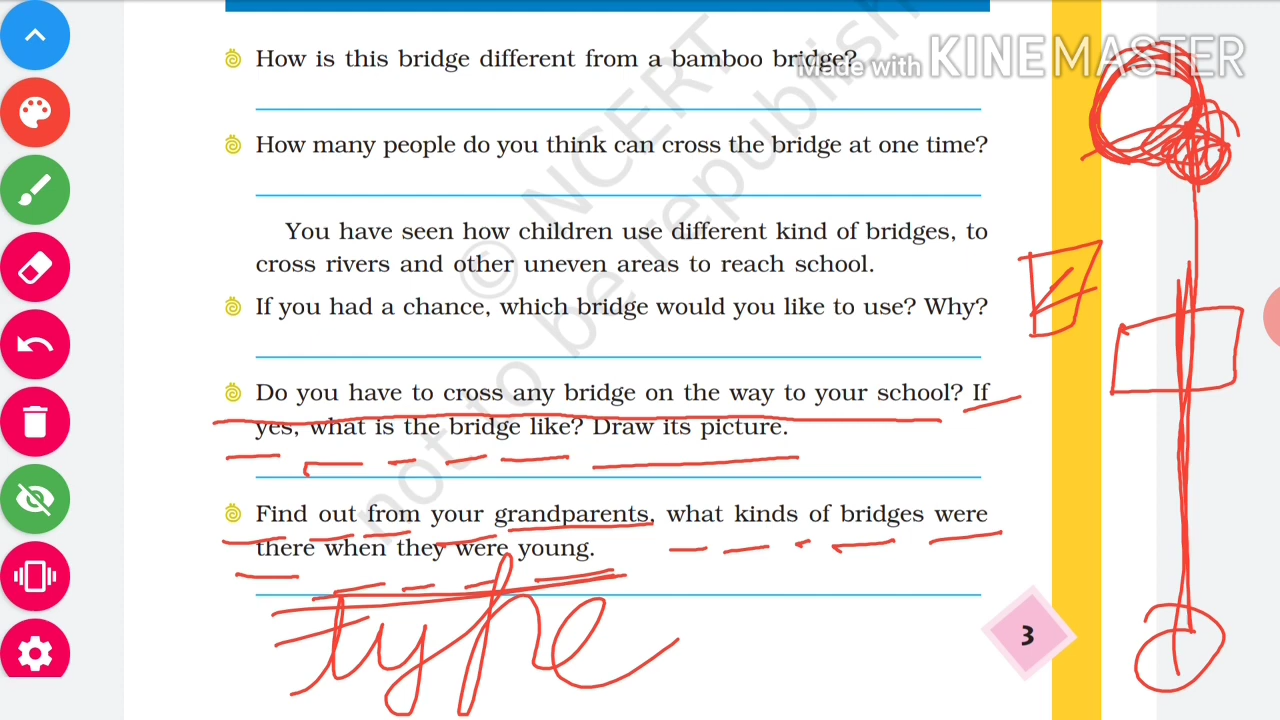 How is this bridge different from a bamboo bridge?
Made with KINEMASTER
How many people do you think can cross the bridge at one time?
You have seen how children use different kind of bridges, to
cross rivers and other uneven areas to reach school.
If you had a chance, which bridge would you like to use? Why?
Do you have to cross any bridge on the way to your school? If
yes, what is the bridge like? Draw its picture.
Find out from your grandparents, what kinds of bridges were
there when they were young.
type
3
© NCERT
not to be republish